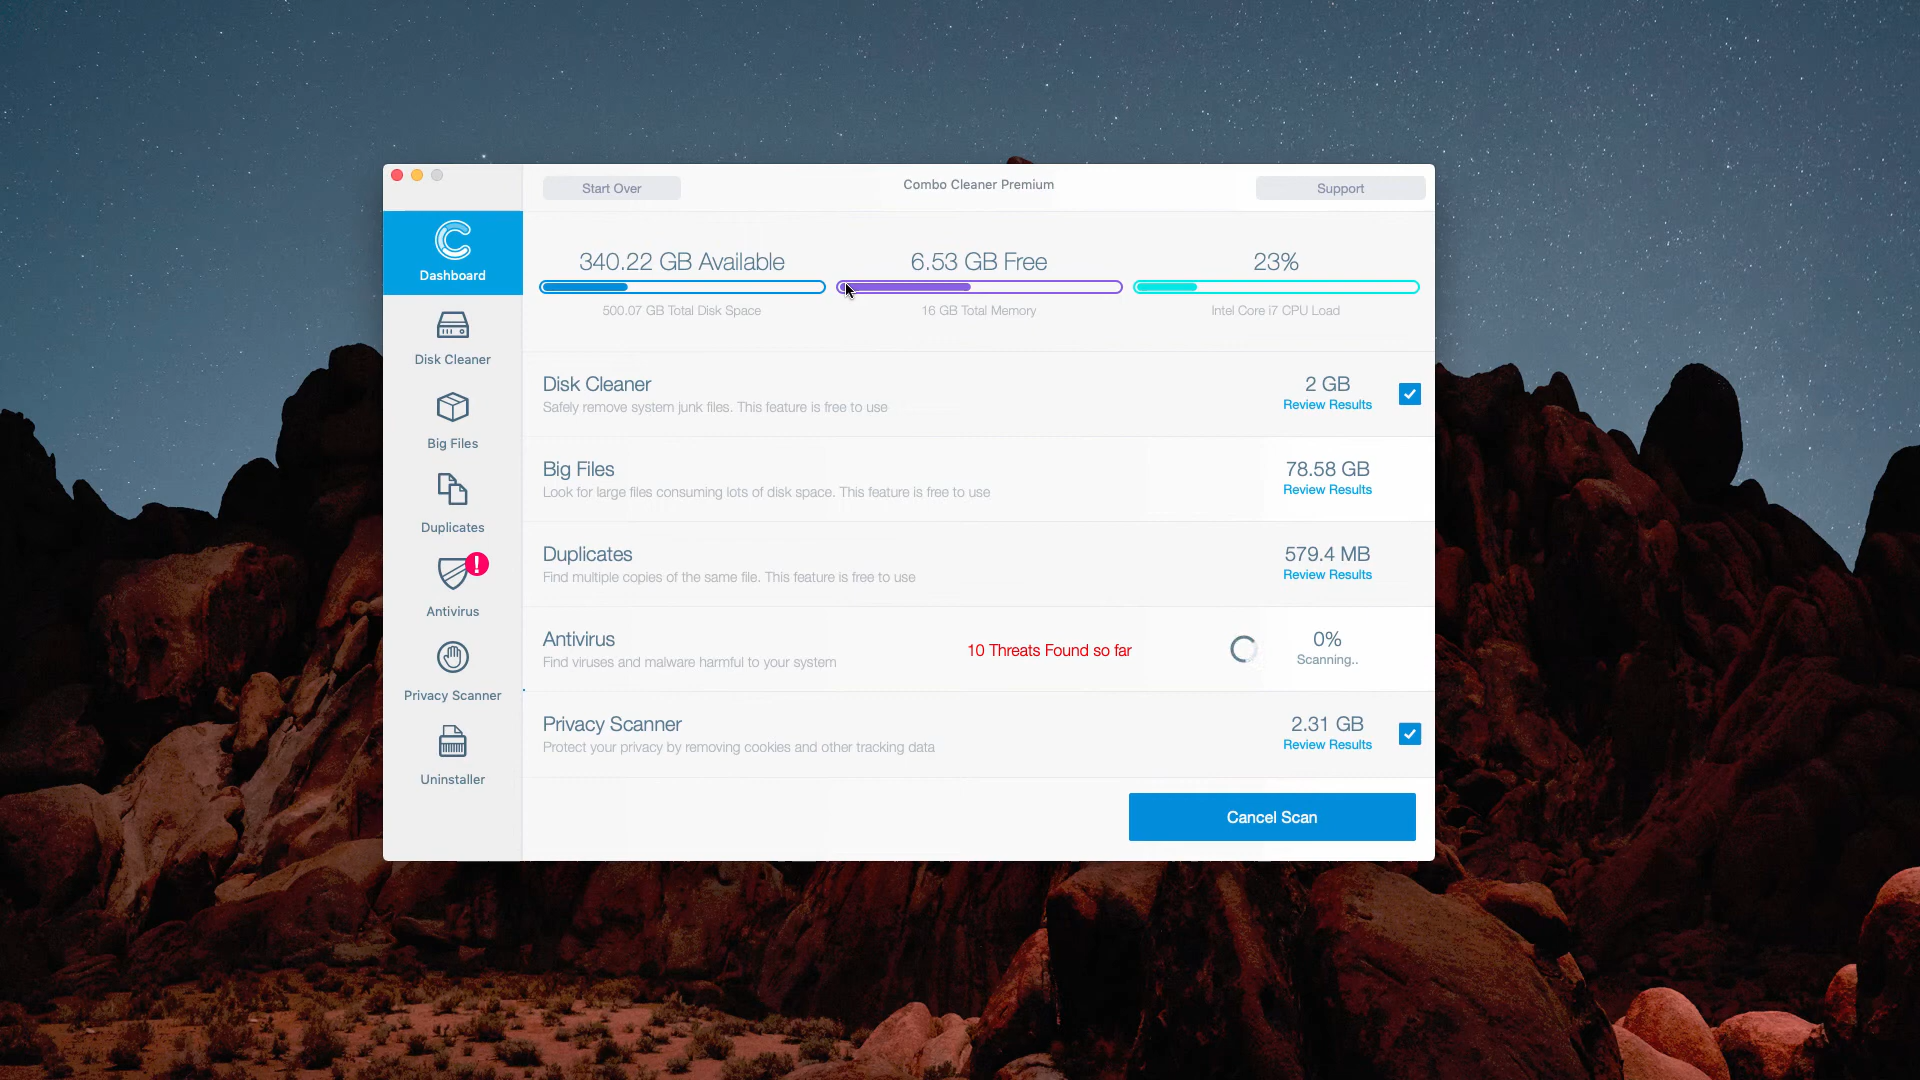 Start Over
Combo Cleaner Premium
Support
Dashboard
Disk Cleaner
Big Files
Duplicates
!
Antivirus
Privacy Scanner
Uninstaller
340.22 GB Available
500.07 GB Total Disk Space
6.53 GB Free
16 GB Total Memory
23%
Intel Core i7 CPU Load
Disk Cleaner
Safely remove system junk files. This feature is free to use
2 GB
Review Results
Big Files
Look for large files consuming lots of disk space. This feature is free to use
78.58 GB
Review Results
Duplicates
Find multiple copies of the same file. This feature is free to use
579.4 MB
Review Results
Antivirus
Find viruses and malware harmful to your system
10 Threats Found so far
0%
Scanning..
Privacy Scanner
Protect your privacy by removing cookies and other tracking data
2.31 GB
Review Results
Cancel Scan